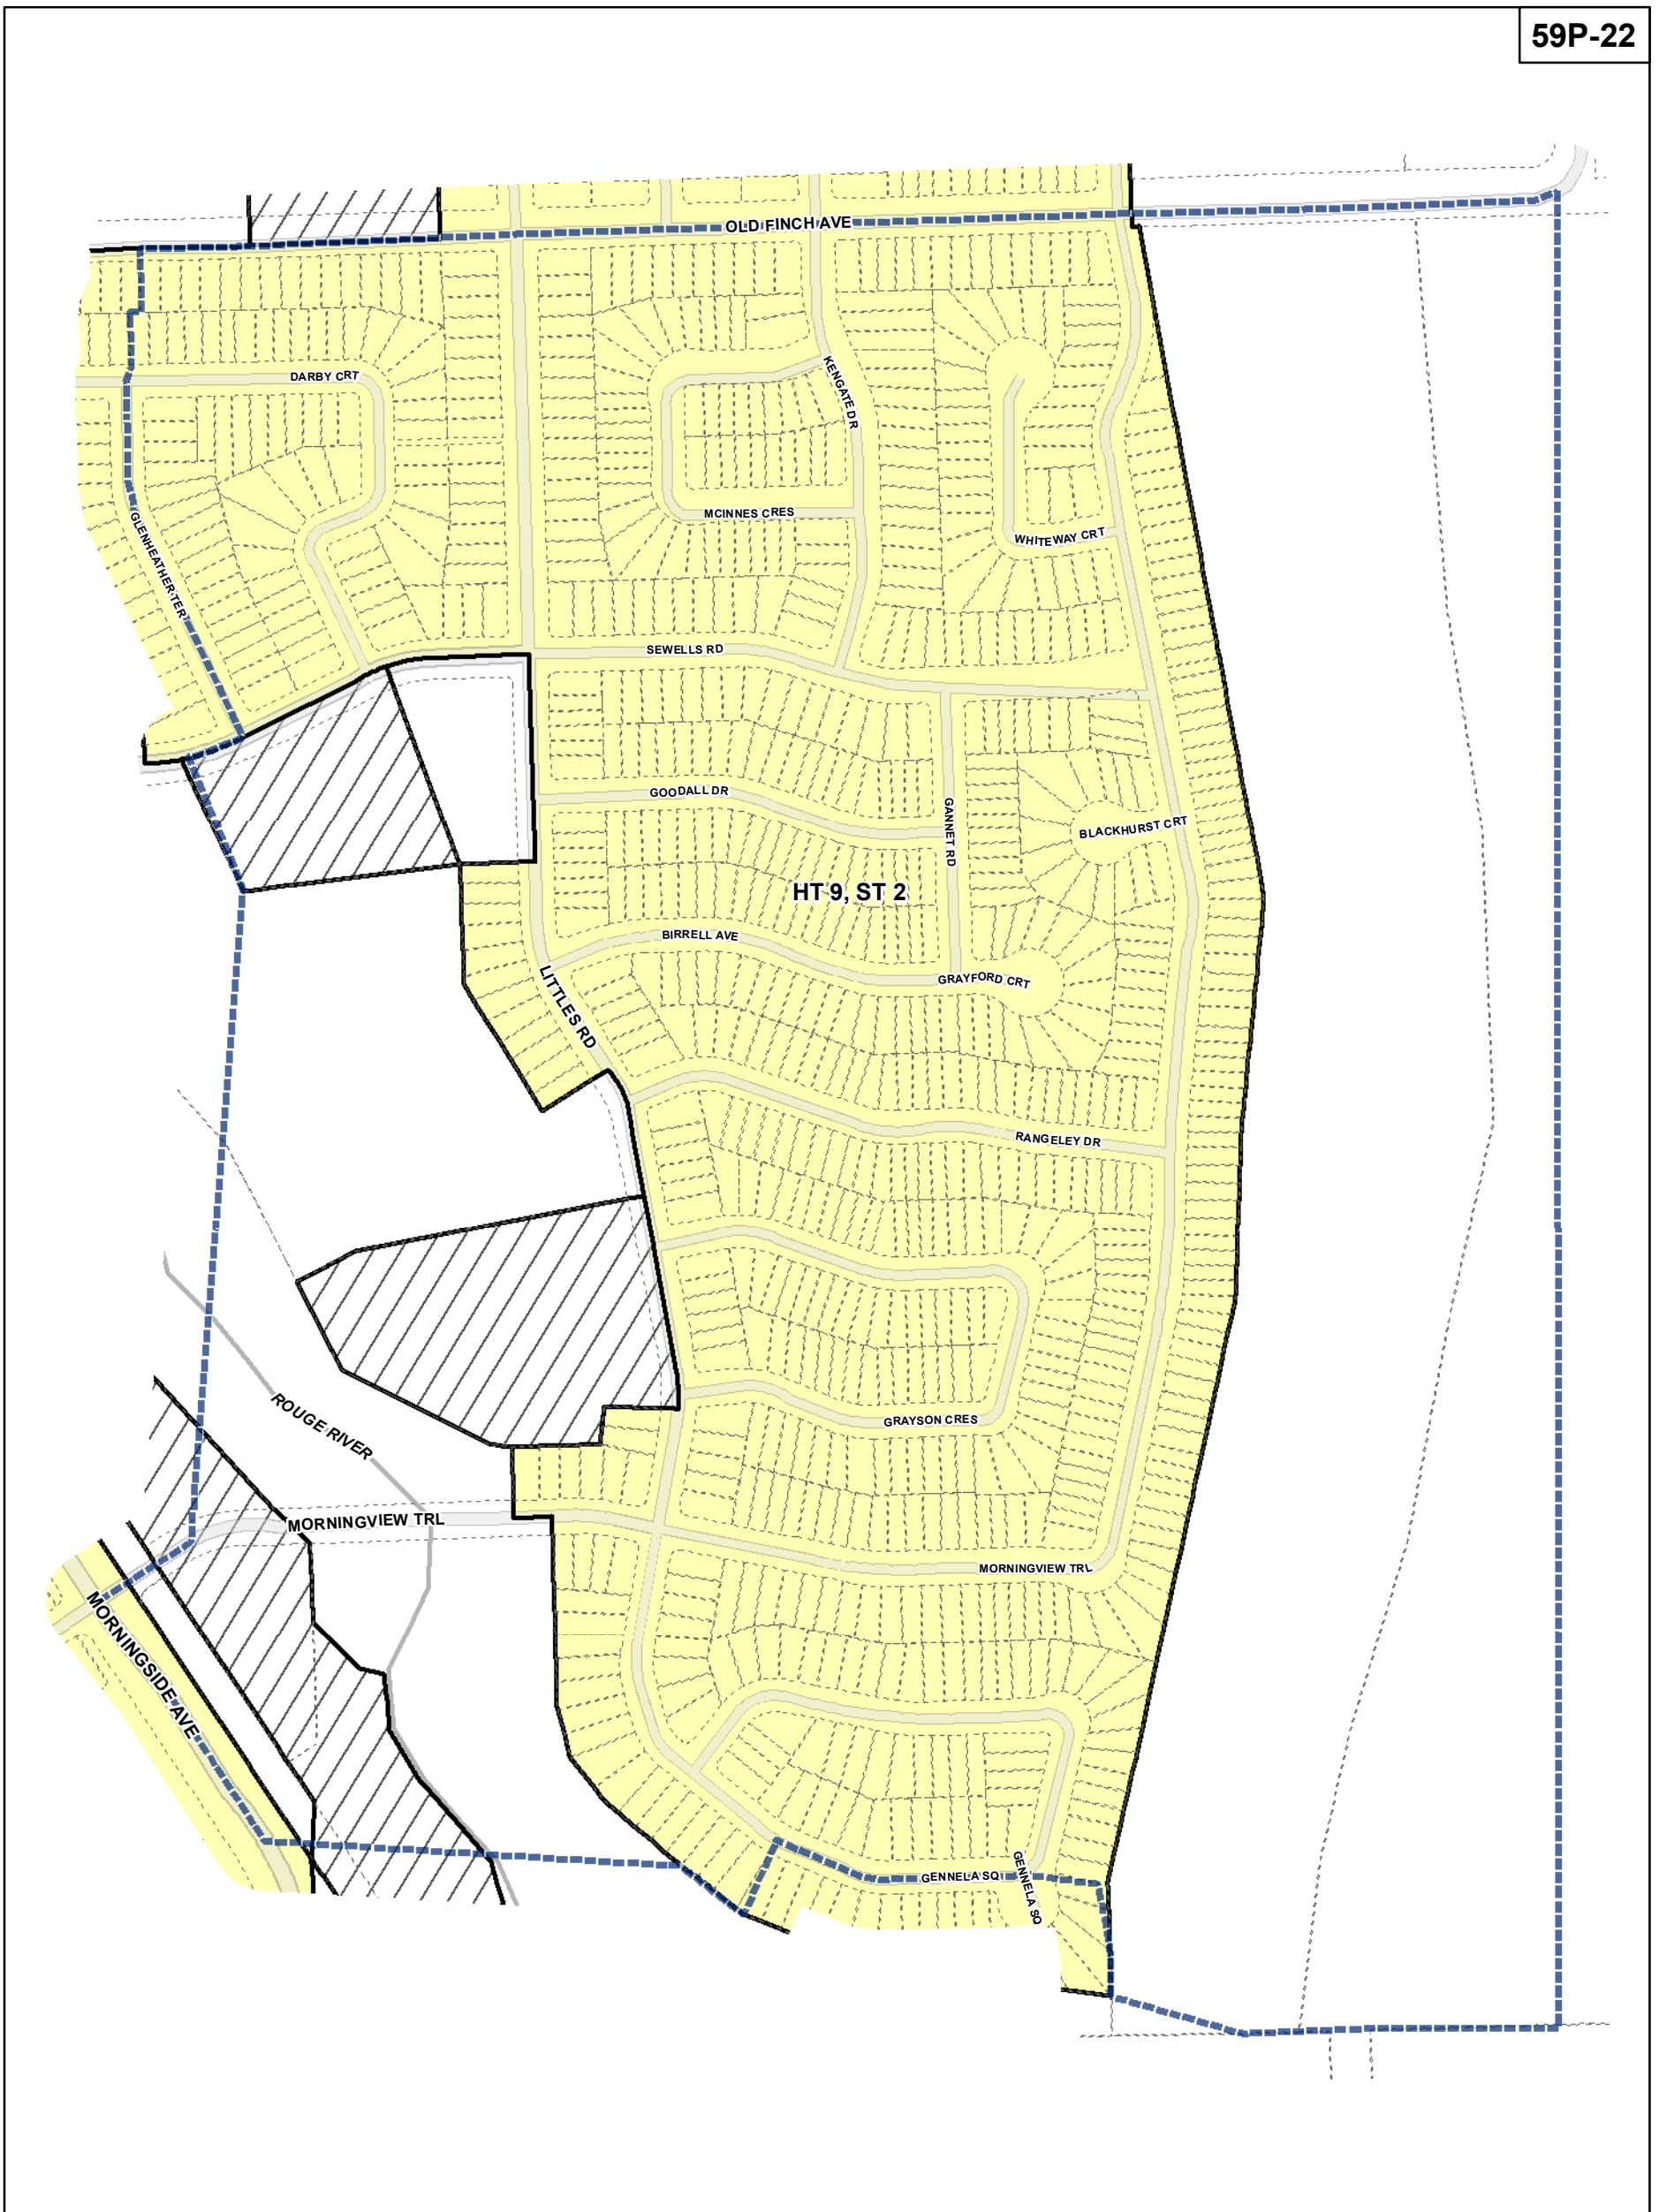 59P-22
OLD FINCH AVE
DARBY CRT
KENGATE DR
MCINNES CRES
WHITEWAY CRT
GLENHEATHER TER
SEWELLS RD
GOODALL DR
GANNET RD
BLACKHURST CRT
HT 9, ST 2
BIRRELL AVE
GRAYFORD CRT
LITTLES RD
RANGELEY DR
ROUGE RIVER
GRAYSON CRES
MORNINGVIEW TRL
MORNINGVIEW TRL
MORNINGSIDE AVE
GENNELA SQ
GENNELA SQ